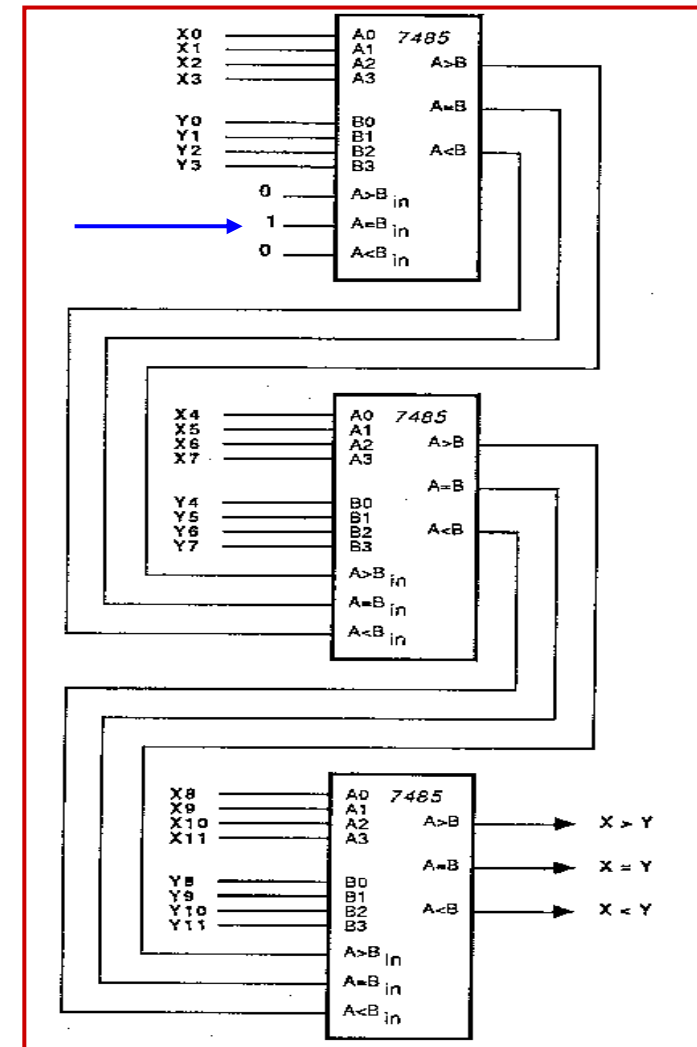 X0 A0 7485
X1 A1
X2 A2 A>B
X3 A3
A=B
Y0 B0
Y1 B1
Y2 B2 A<B
Y3 B3
0 A>B in
1 A=B in
0 A<B in
X4 A0 7485
X5 A1
X6 A2 A>B
X7 A3
A=B
Y4 B0
Y5 B1
Y6 B2 A<B
Y7 B3
A>B in
A=B in
A<B in
X8 A0 7485
X9 A1
X10 A2 A>B X > Y
X11 A3
A=B X = Y
Y8 B0
Y9 B1
Y10 B2 A<B X < Y
Y11 B3
A>B in
A=B in
A<B in